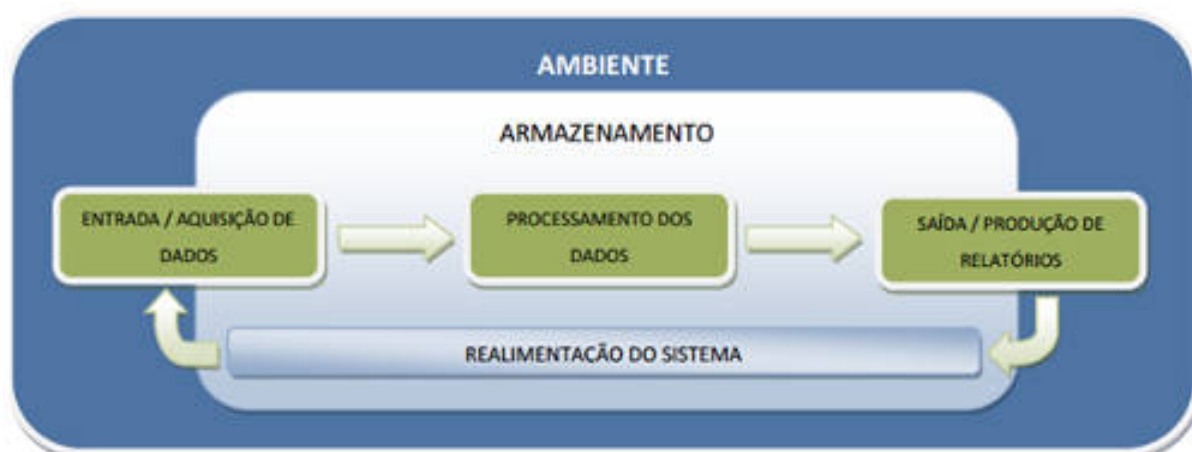 AMBIENTE
ARMAZENAMENTO
ENTRADA / AQUISIÇÃO DE
DADOS
PROCESSAMENTO DOS
DADOS
SAÍDA / PRODUÇÃO DE
RELATÓRIOS
REALIMENTAÇÃO DO SISTEMA